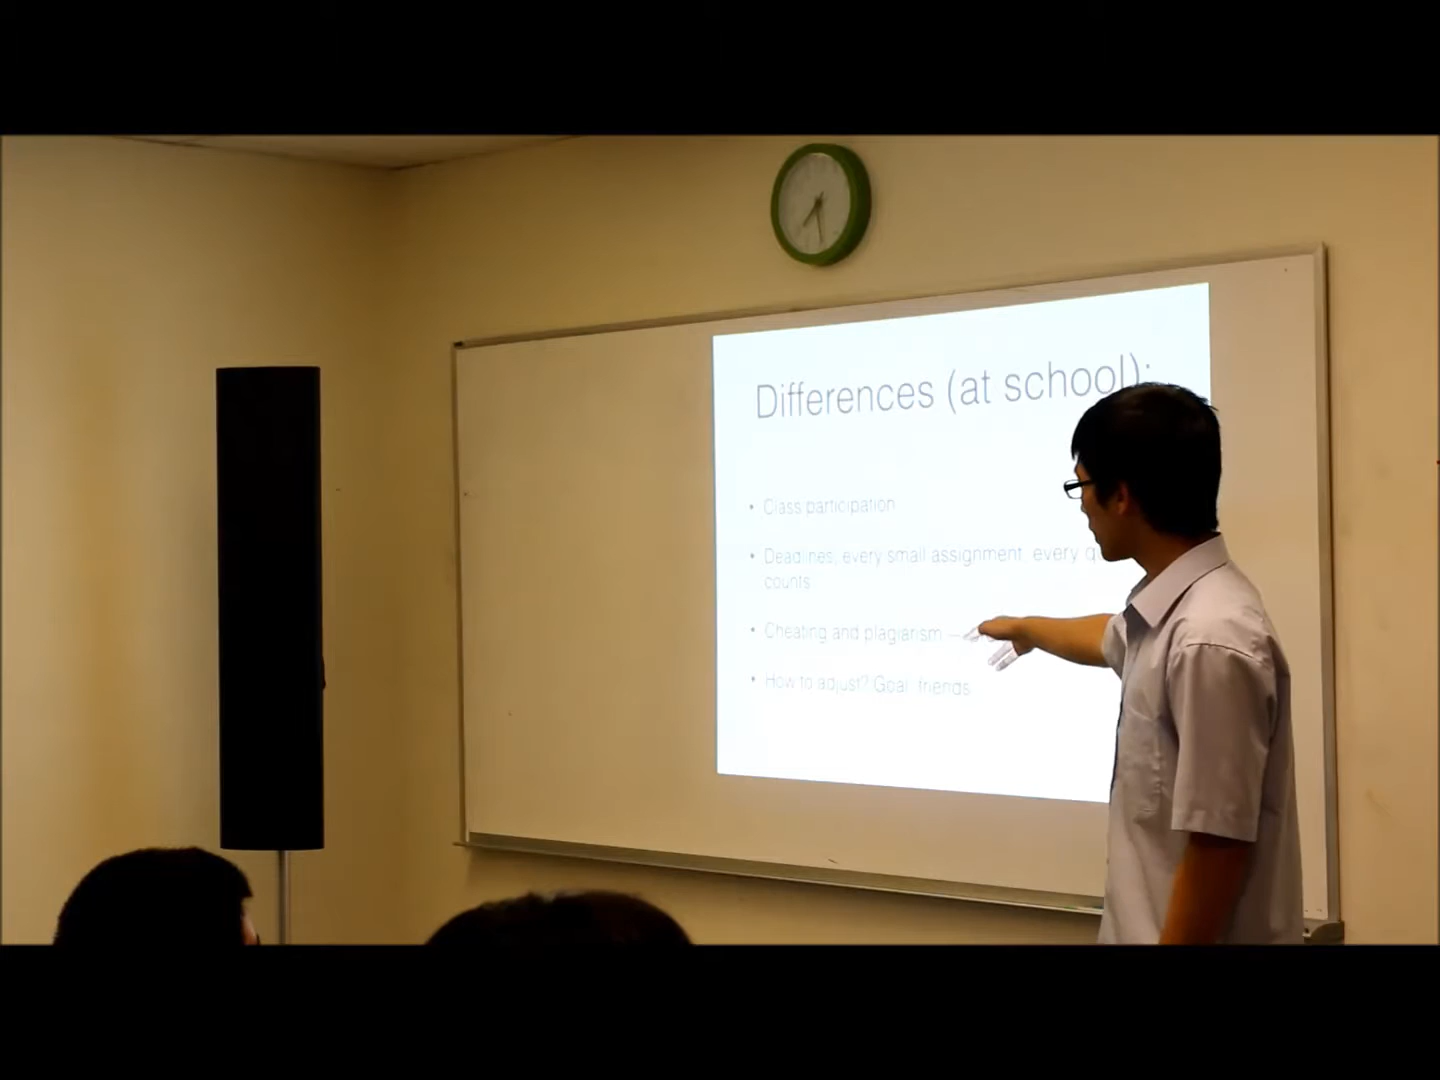 Differences (at school):
• Class participation
• Deadlines, every small assignment, every
counts
• Cheating and plagiarism –
• How to adjust? Goal, friends